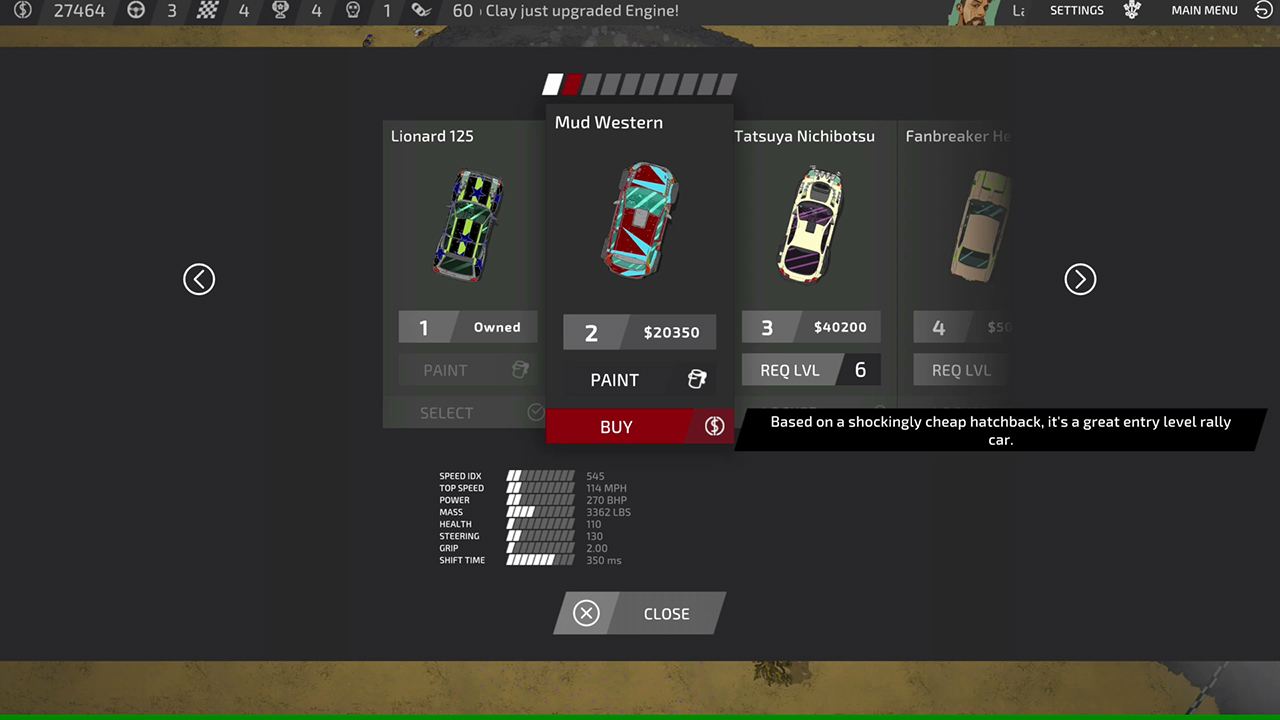 27464 3 4 4 1 60 Clay just upgraded Engine! SETTINGS MAIN MENU
Lionard 125
Mud Western
Tatsuya Nichibotsu
Fanbreaker
1 Owned
2 $20350
3 $40200
4
PAINT
PAINT
REQ LVL 6
REQ LVL
SELECT
BUY
Based on a shockingly cheap hatchback, it's a great entry level rally
car.
SPEED IDX 545
TOP SPEED 114 MPH
POWER 270 BHP
MASS 3362 LBS
HEALTH 110
STEERING 130
GRIP 2.00
SHIFT TIME 350 ms
CLOSE